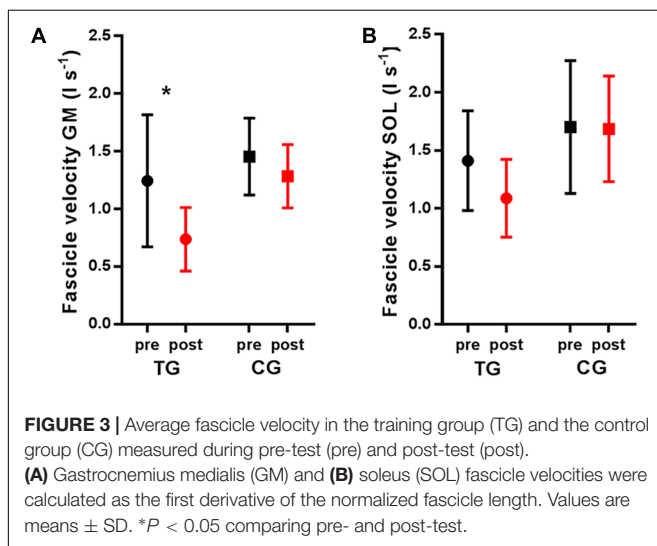 A
B
Fascicle velocity GM (l s⁻¹)
2.5
2.0
1.5
1.0
0.5
0.0
*
pre post pre post
TG CG
Fascicle velocity SOL (l s⁻¹)
2.5
2.0
1.5
1.0
0.5
0.0
pre post pre post
TG CG
FIGURE 3 | Average fascicle velocity in the training group (TG) and the control
group (CG) measured during pre-test (pre) and post-test (post).
(A) Gastrocnemius medialis (GM) and (B) soleus (SOL) fascicle velocities were
calculated as the first derivative of the normalized fascicle length. Values are
means ± SD. *P < 0.05 comparing pre- and post-test.